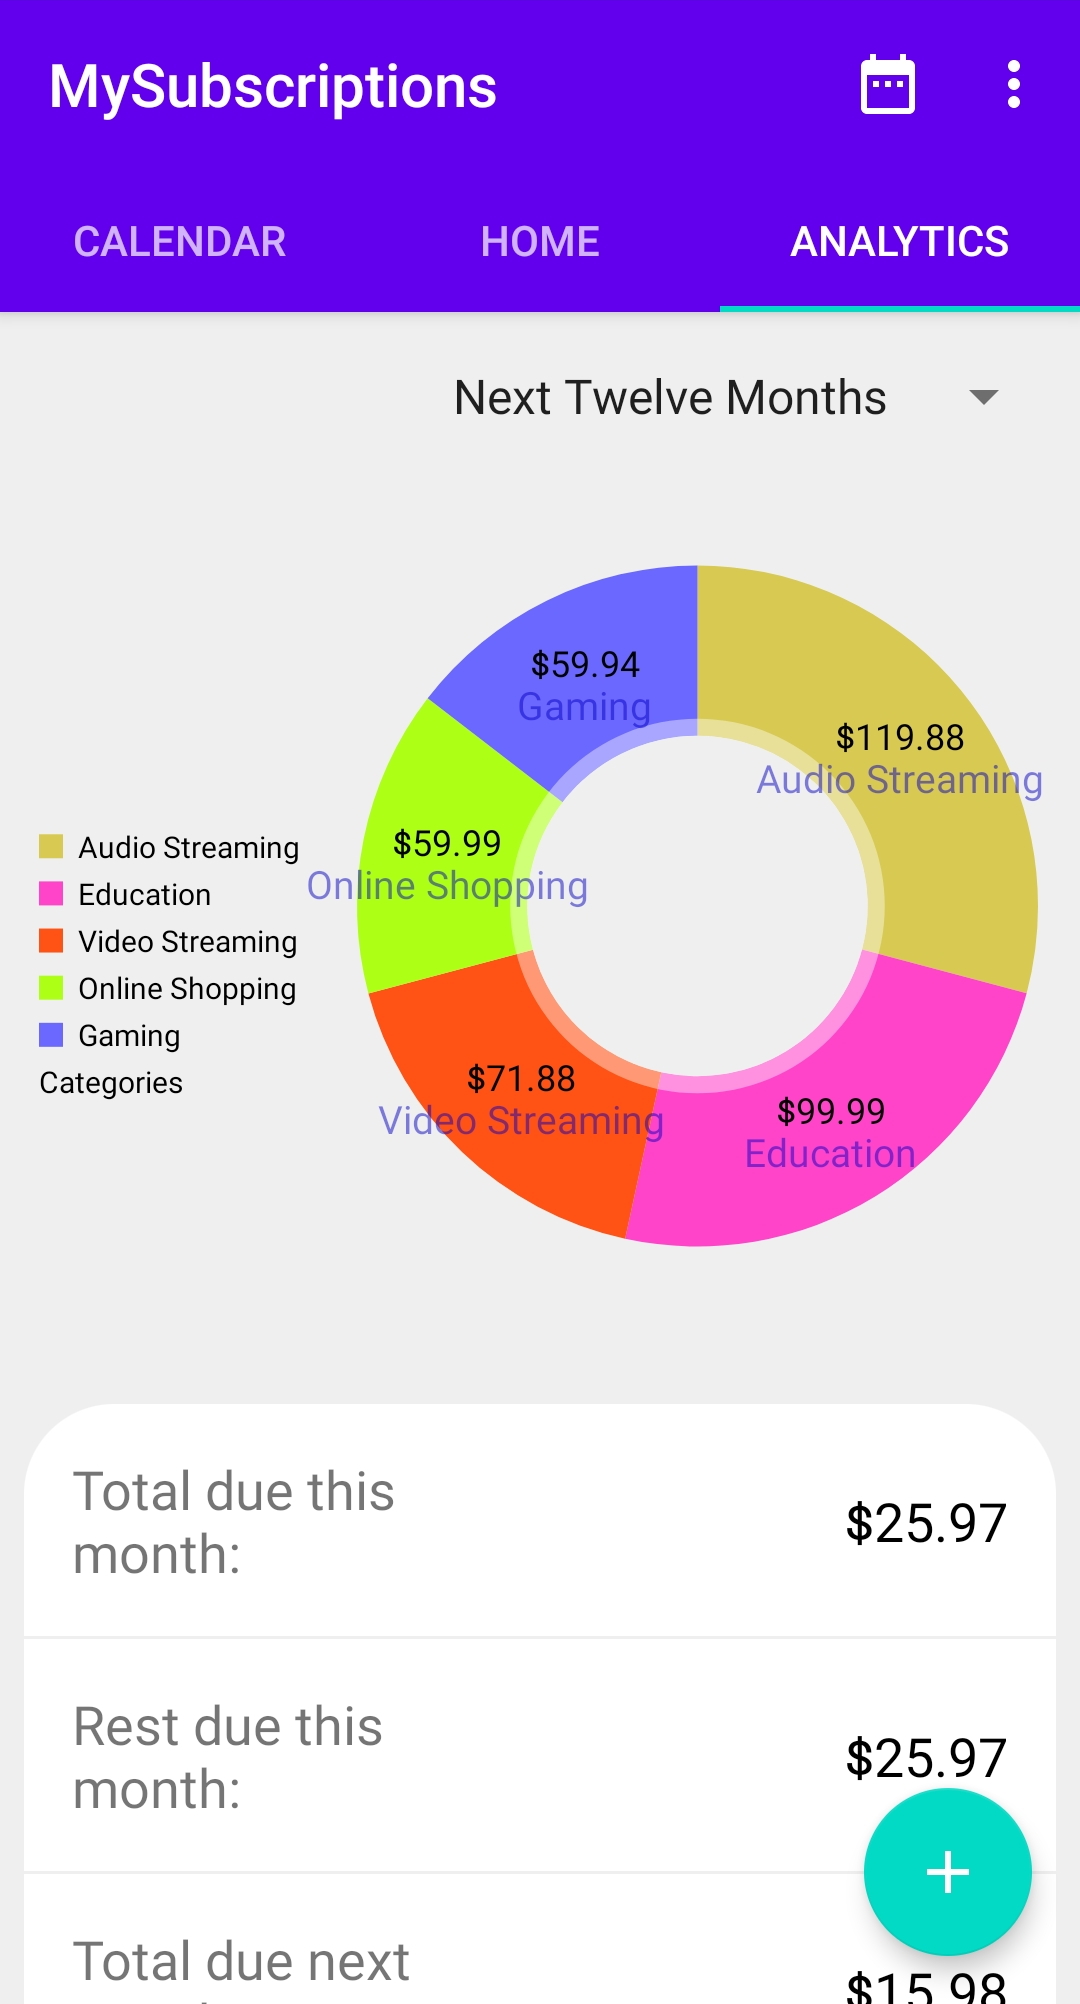 MySubscriptions
CALENDAR
HOME
ANALYTICS
Next Twelve Months
$59.94
Gaming
$119.88
Audio Streaming
$59.99
Online Shopping
Audio Streaming
Education
Video Streaming
Online Shopping
Gaming
Categories
$71.88
Video Streaming
$99.99
Education
Total due this
month:
$25.97
Rest due this
month:
$25.97
Total due next
$15.98